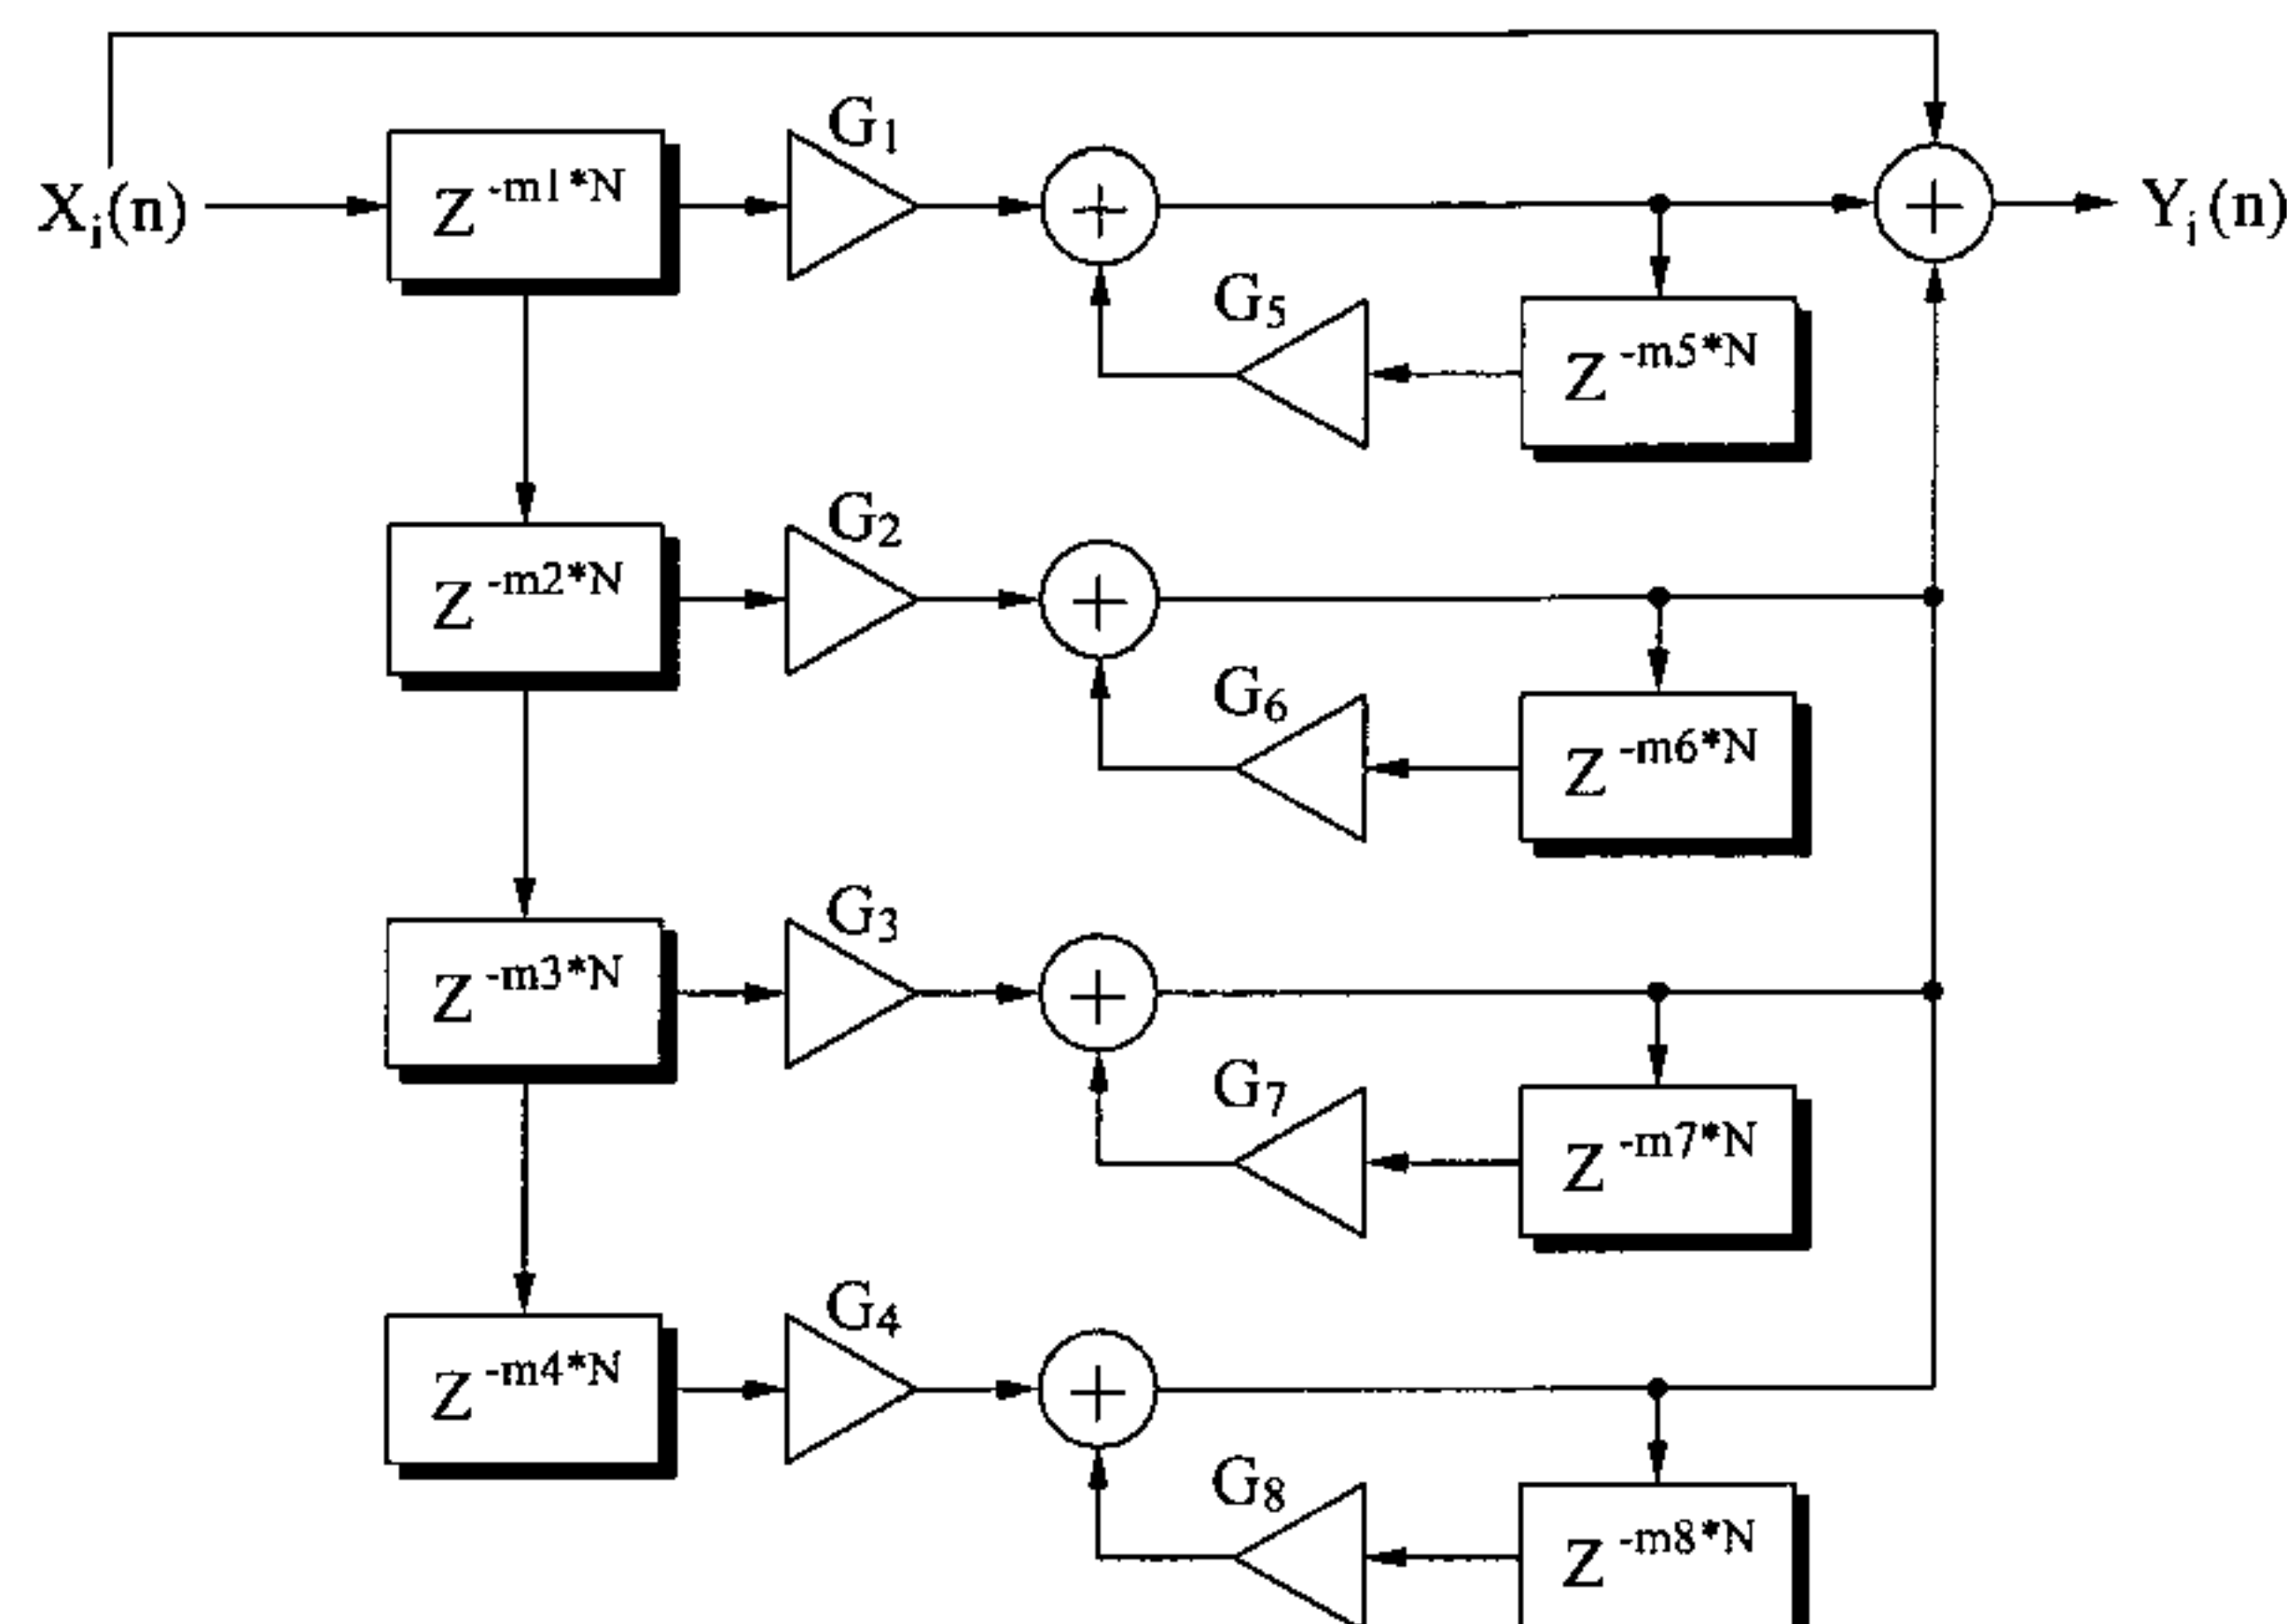 G₁
Xᵢ(n) Z⁻ᵐ¹*ᴺ Yᵢ(n)
G₅
Z⁻ᵐ⁵*ᴺ
G₂
Z⁻ᵐ²*ᴺ
G₆
Z⁻ᵐ⁶*ᴺ
G₃
Z⁻ᵐ³*ᴺ
G₇
Z⁻ᵐ⁷*ᴺ
G₄
Z⁻ᵐ⁴*ᴺ
G₈
Z⁻ᵐ⁸*ᴺ